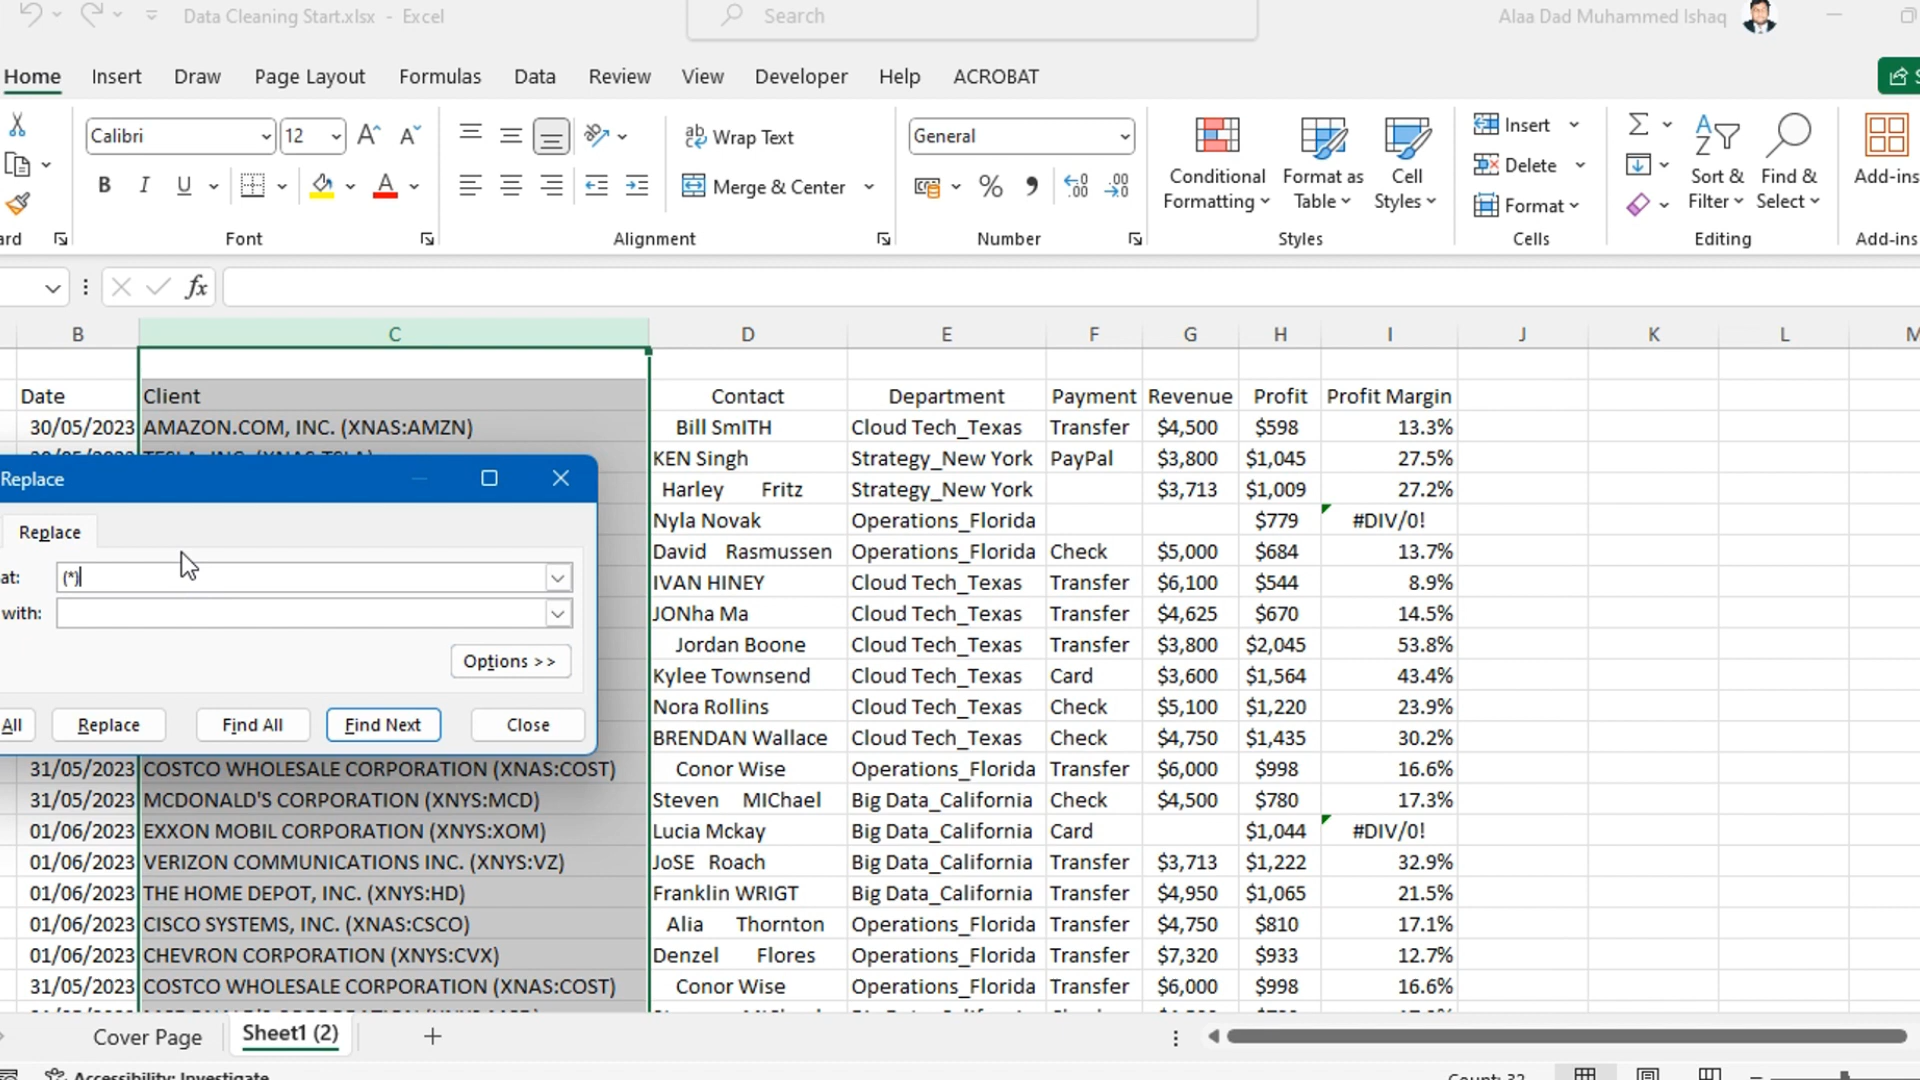 Data Cleaning Start.xlsx - Excel
Search
Alaa Dad Muhammed Ishaq
Home Insert Draw Page Layout Formulas Data Review View Developer Help ACROBAT
Calibri 12
ab Wrap Text
General
Insert
Delete
Format
B I U A
Merge & Center
Conditional Formatting
Format as Table
Cell Styles
Sort & Filter
Find & Select
Add-ins
ard Font Alignment Number Styles Cells Editing Add-ins
fx
B C D E F G H I J K L M
Date Client Contact Department Payment Revenue Profit Profit Margin
30/05/2023 AMAZON.COM, INC. (XNAS:AMZN) Bill SmITH Cloud Tech_Texas Transfer $4,500 $598 13.3%
KEN Singh Strategy_New York PayPal $3,800 $1,045 27.5%
Harley Fritz Strategy_New York $3,713 $1,009 27.2%
Nyla Novak Operations_Florida $779 #DIV/0!
David Rasmussen Operations_Florida Check $5,000 $684 13.7%
IVAN HINEY Cloud Tech_Texas Transfer $6,100 $544 8.9%
JONha Ma Cloud Tech_Texas Transfer $4,625 $670 14.5%
Jordan Boone Cloud Tech_Texas Transfer $3,800 $2,045 53.8%
Kylee Townsend Cloud Tech_Texas Card $3,600 $1,564 43.4%
Nora Rollins Cloud Tech_Texas Check $5,100 $1,220 23.9%
BRENDAN Wallace Cloud Tech_Texas Check $4,750 $1,435 30.2%
31/05/2023 COSTCO WHOLESALE CORPORATION (XNAS:COST) Conor Wise Operations_Florida Transfer $6,000 $998 16.6%
31/05/2023 MCDONALD'S CORPORATION (XNYS:MCD) Steven MIChael Big Data_California Check $4,500 $780 17.3%
01/06/2023 EXXON MOBIL CORPORATION (XNYS:XOM) Lucia Mckay Big Data_California Card $1,044 #DIV/0!
01/06/2023 VERIZON COMMUNICATIONS INC. (XNYS:VZ) JoSE Roach Big Data_California Transfer $3,713 $1,222 32.9%
01/06/2023 THE HOME DEPOT, INC. (XNYS:HD) Franklin WRIGT Big Data_California Transfer $4,950 $1,065 21.5%
01/06/2023 CISCO SYSTEMS, INC. (XNAS:CSCO) Alia Thornton Operations_Florida Transfer $4,750 $810 17.1%
01/06/2023 CHEVRON CORPORATION (XNYS:CVX) Denzel Flores Operations_Florida Transfer $7,320 $933 12.7%
31/05/2023 COSTCO WHOLESALE CORPORATION (XNAS:COST) Conor Wise Operations_Florida Transfer $6,000 $998 16.6%
Replace
Replace
at: (*)
with:
Options >>
All Replace Find All Find Next Close
Cover Page Sheet1 (2)
Accessibility: Investigate
Count: 32